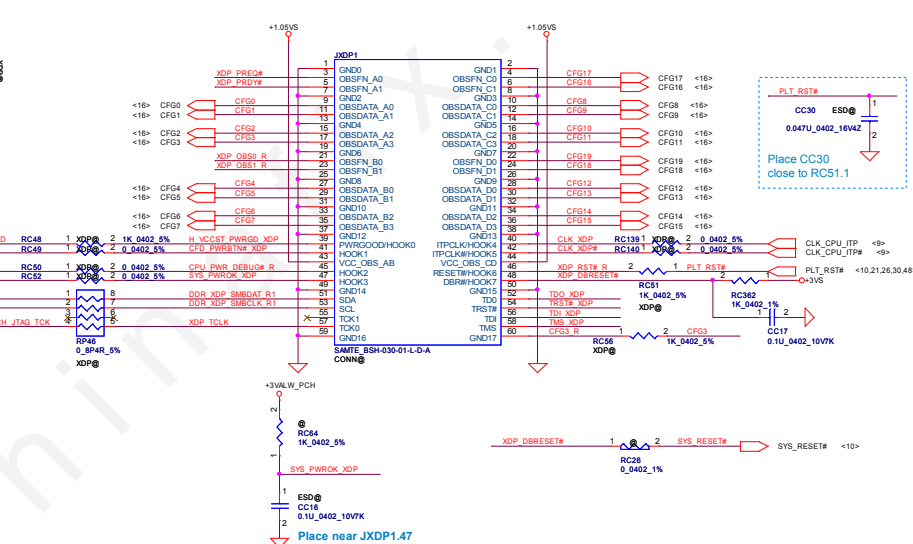 +1.05VS
+1.05VS
JXDP1
XDP_PREQ#
XDP_PRDY#
1 GND0 GND1 2
3 OBSFN_A0 OBSFN_C0 4
5 OBSFN_A1 OBSFN_C1 6
7 GND2 GND3 8
9 OBSDATA_A0 OBSDATA_C0 10
11 OBSDATA_A1 OBSDATA_C1 12
13 GND4 GND5 14
15 OBSDATA_A2 OBSDATA_C2 16
17 OBSDATA_A3 OBSDATA_C3 18
19 GND6 GND7 20
21 OBSFN_B0 OBSFN_D0 22
23 OBSFN_B1 OBSFN_D1 24
25 GND8 GND9 26
27 OBSDATA_B0 OBSDATA_D0 28
29 OBSDATA_B1 OBSDATA_D1 30
31 GND10 GND11 32
33 OBSDATA_B2 OBSDATA_D2 34
35 OBSDATA_B3 OBSDATA_D3 36
37 GND12 GND13 38
39 PWRGOOD/HOOK0 ITPCLK/HOOK4 40
41 HOOK1 ITPCLK#/HOOK5 42
43 VCC_OBS_AB VCC_OBS_CD 44
45 HOOK2 RESET#/HOOK6 46
47 HOOK3 DBR#/HOOK7 48
49 GND14 GND15 50
51 SDA TD0 52
53 SCL TRST# 54
55 TCK1 TDI 56
57 TCK0 TMS 58
59 GND16 GND17 60
SAMTE_BSH-030-01-L-D-A
CONN@
<16> CFG0 CFG0
<16> CFG1 CFG1
<16> CFG2 CFG2
<16> CFG3 CFG3
XDP_OBS0_R
XDP_OBS1_R
<16> CFG4 CFG4
<16> CFG5 CFG5
<16> CFG6 CFG6
<16> CFG7 CFG7
RC48 1 XDP@ 2 1K_0402_5% H_VCCST_PWRGD_XDP
RC49 1 XDP@ 2 0_0402_5% CFD_PWRBTN#_XDP
RC50 1 XDP@ 2 0_0402_5% CPU_PWR_DEBUG#_R
RC52 1 XDP@ 2 0_0402_5% SYS_PWROK_XDP
1 8 DDR_XDP_SMBDAT_R1
2 7 DDR_XDP_SMBCLK_R1
3 6
CH_JTAG_TCK 4 5 XDP_TCLK
RP46
0_8P4R_5%
XDP@
CFG17 CFG17 <16>
CFG16 CFG16 <16>
CFG8 CFG8 <16>
CFG9 CFG9 <16>
CFG10 CFG10 <16>
CFG11 CFG11 <16>
CFG19 CFG19 <16>
CFG18 CFG18 <16>
CFG12 CFG12 <16>
CFG13 CFG13 <16>
CFG14 CFG14 <16>
CFG15 CFG15 <16>
CLK_XDP RC139 1 XDP@ 2 0_0402_5% CLK_CPU_ITP <9>
CLK_XDP# RC140 1 XDP@ 2 0_0402_5% CLK_CPU_ITP# <9>
XDP_RST#_R 2 1 PLT_RST# PLT_RST# <10,21,26,30,48
XDP_DBRESET# 2 1 +3VS
RC51
1K_0402_5%
XDP@
RC362
1K_0402_1%
TDO_XDP
TRST#_XDP
TDI_XDP
TMS_XDP
1 2
CC17
0.1U_0402_10V7K
CFG3_R 1 2 CFG3
RC56 1K_0402_5%
XDP@
PLT_RST#
1
CC30 ESD@
0.047U_0402_16V4Z
2
Place CC30
close to RC51.1
+3VALW_PCH
2
@
RC64
1K_0402_5%
1
SYS_PWROK_XDP
1
ESD@
CC16
0.1U_0402_10V7K
2
Place near JXDP1.47
XDP_DBRESET# 1 @ 2 SYS_RESET# SYS_RESET# <10>
RC26
0_0402_1%